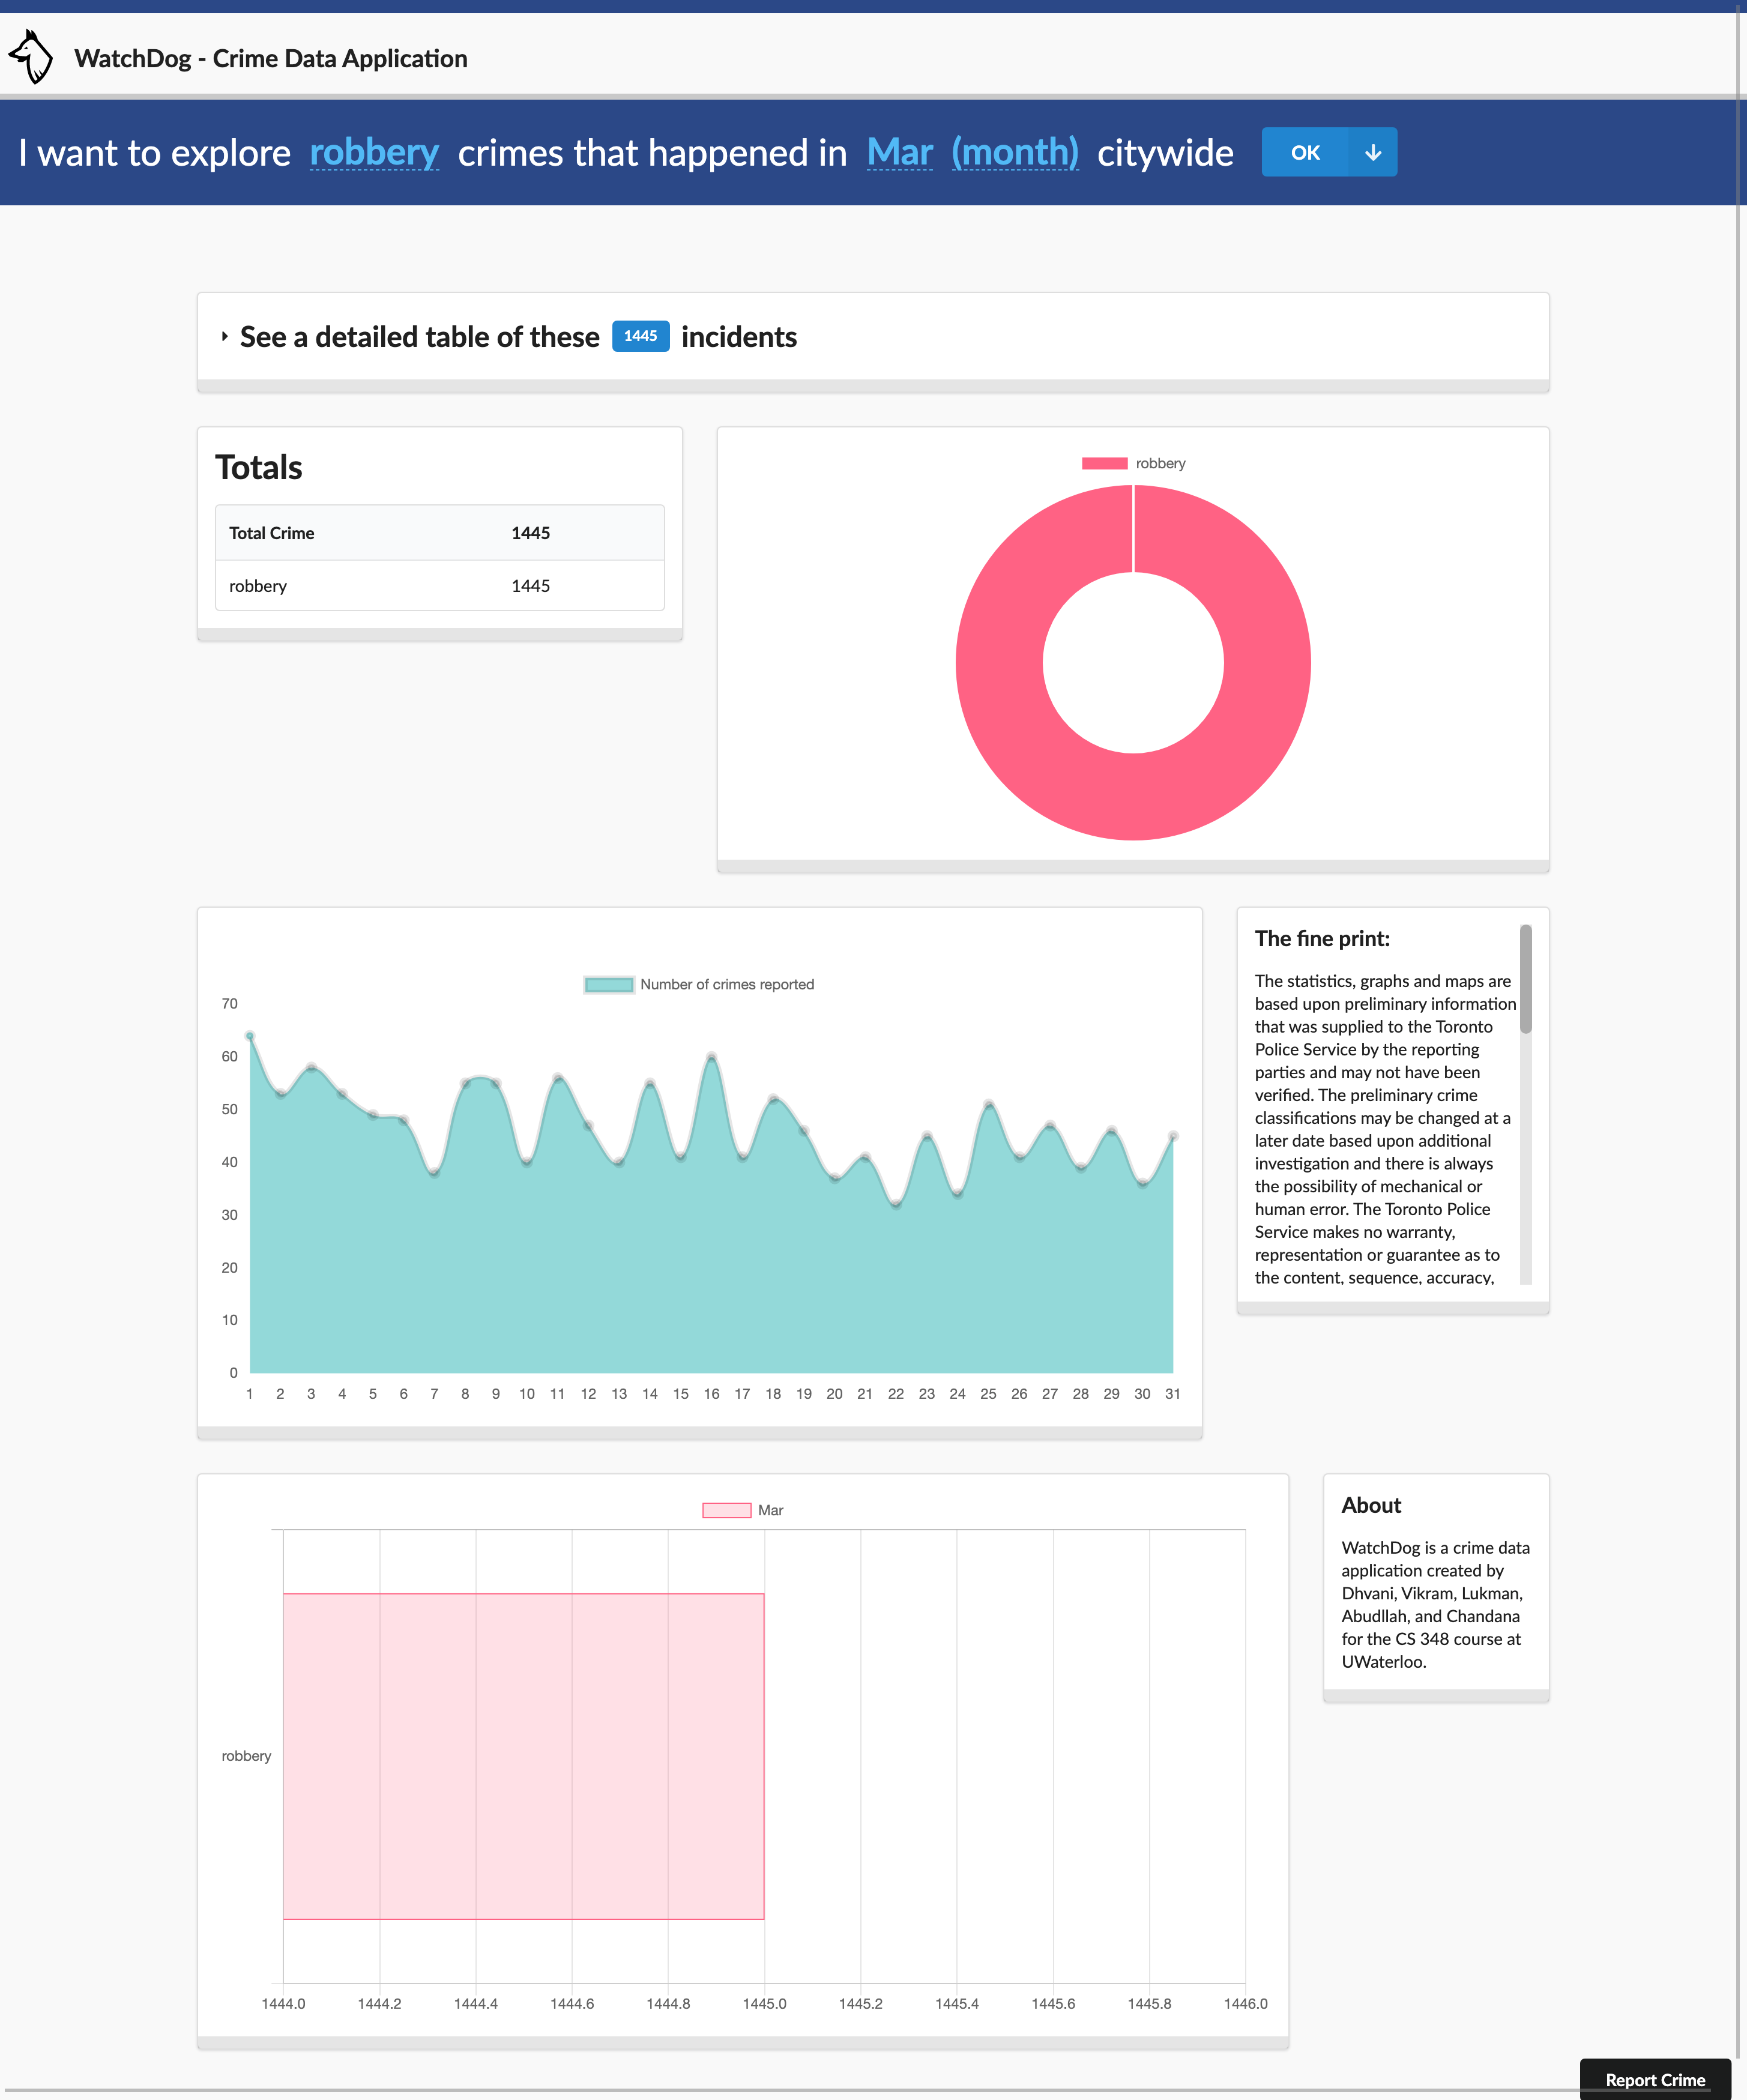 WatchDog - Crime Data Application
I want to explore robbery crimes that happened in Mar (month) citywide OK
See a detailed table of these 1445 incidents
Totals
Total Crime 1445
robbery 1445
robbery
Number of crimes reported
70
60
50
40
30
20
10
0
1 2 3 4 5 6 7 8 9 10 11 12 13 14 15 16 17 18 19 20 21 22 23 24 25 26 27 28 29 30 31
The fine print:
The statistics, graphs and maps are
based upon preliminary information
that was supplied to the Toronto
Police Service by the reporting
parties and may not have been
verified. The preliminary crime
classifications may be changed at a
later date based upon additional
investigation and there is always
the possibility of mechanical or
human error. The Toronto Police
Service makes no warranty,
representation or guarantee as to
the content, sequence, accuracy,
Mar
robbery
1444.0 1444.2 1444.4 1444.6 1444.8 1445.0 1445.2 1445.4 1445.6 1445.8 1446.0
About
WatchDog is a crime data
application created by
Dhvani, Vikram, Lukman,
Abudllah, and Chandana
for the CS 348 course at
UWaterloo.
Report Crime